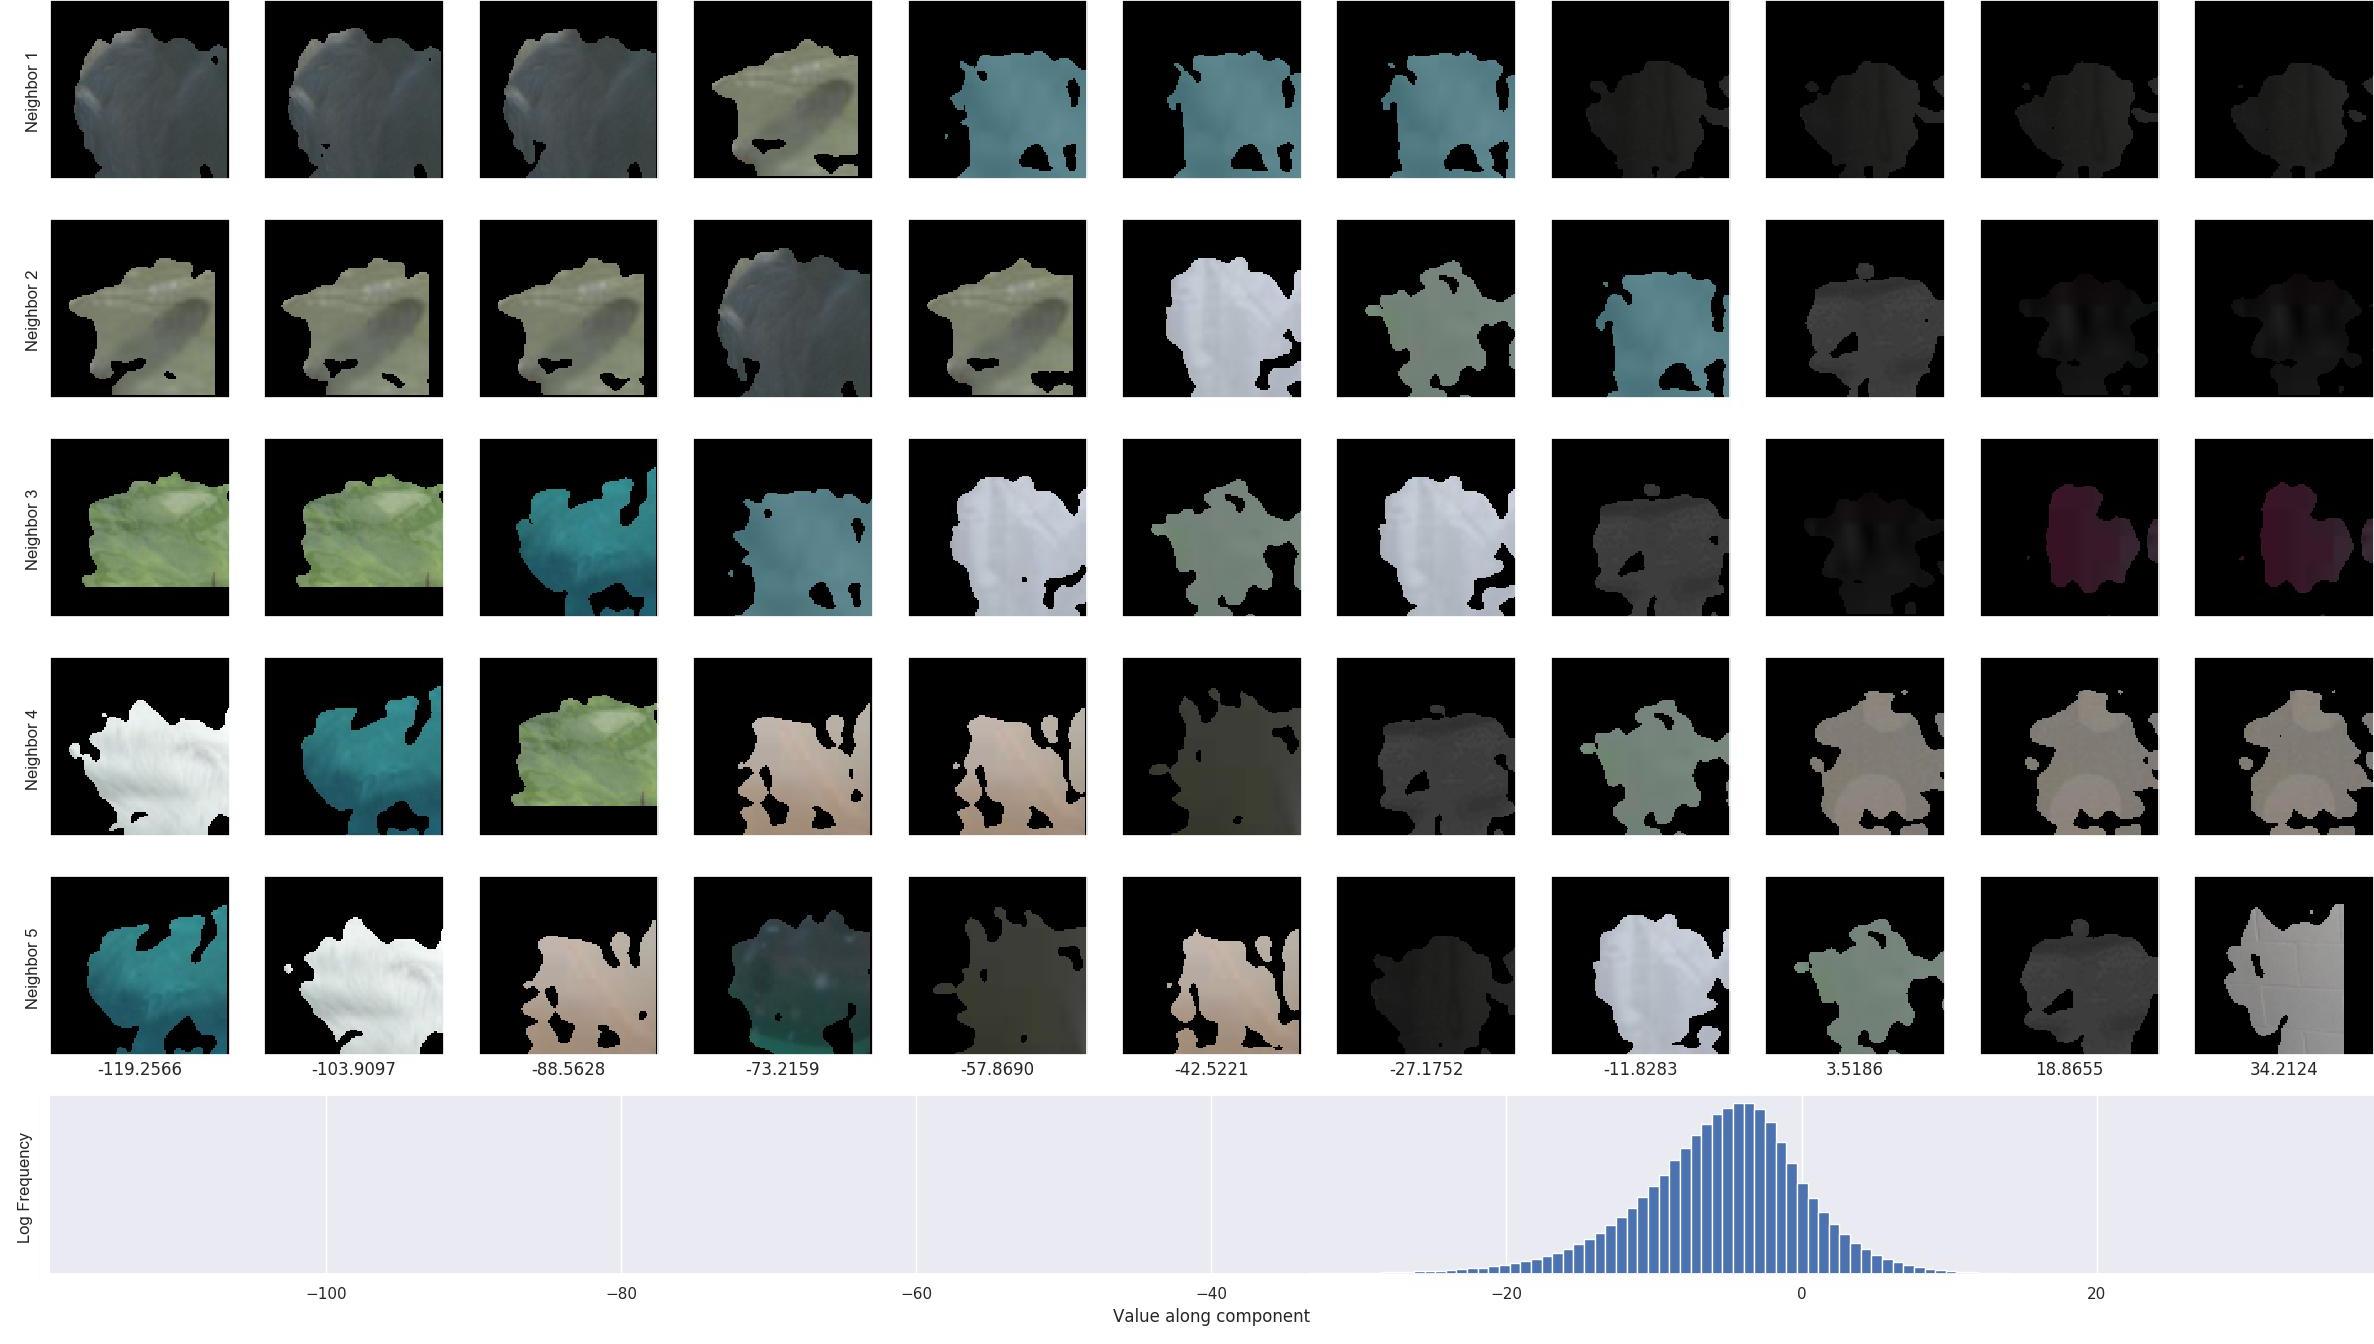 Neighbor 1
Neighbor 2
Neighbor 3
Neighbor 4
Neighbor 5
-119.2566 -103.9097 -88.5628 -73.2159 -57.8690 -42.5221 -27.1752 -11.8283 3.5186 18.8655 34.2124
Log Frequency
−100 −80 −60 −40 −20 0 20
Value along component